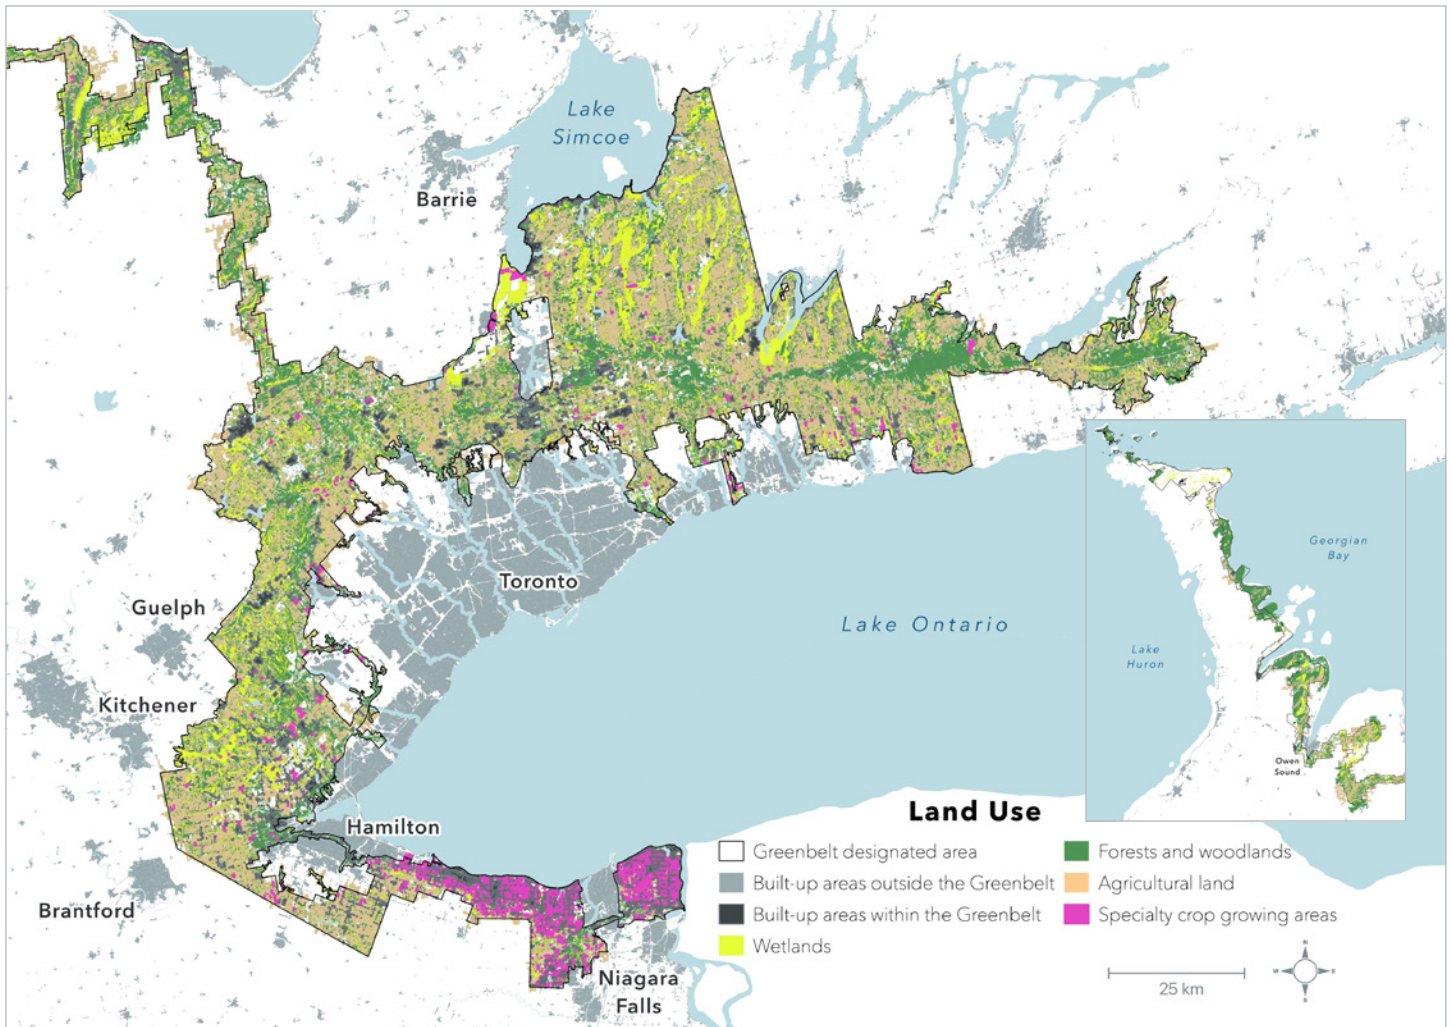 Lake
Simcoe
Barrie
Georgian
Bay
Toronto
Guelph
Lake Ontario
Lake
Huron
Kitchener
Owen
Sound
Land Use
Hamilton
Greenbelt designated area
Built-up areas outside the Greenbelt
Built-up areas within the Greenbelt
Wetlands
Forests and woodlands
Agricultural land
Specialty crop growing areas
Brantford
Niagara
Falls
N
W
E
S
25 km